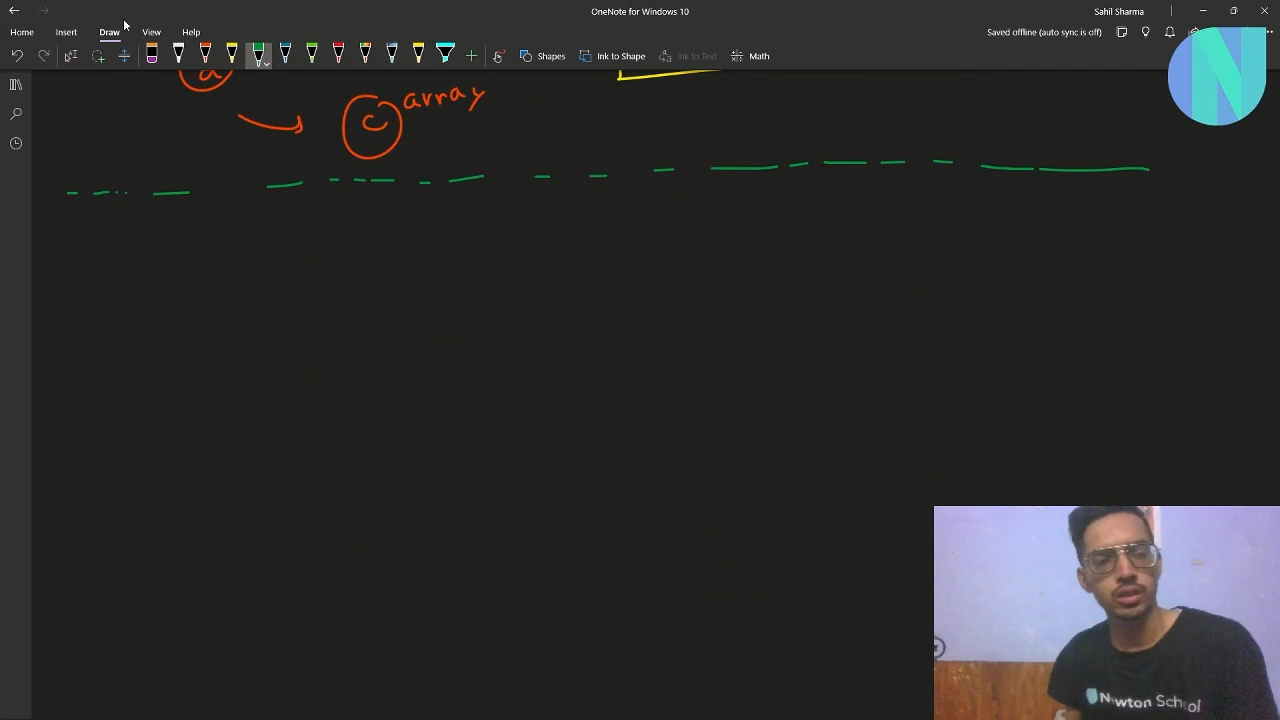 OneNote for Windows 10
Sahil Sharma
Home Insert Draw View Help
Saved offline (auto sync is off)
Shapes Ink to Shape Ink to Text Math
a
c array
N
Newton School